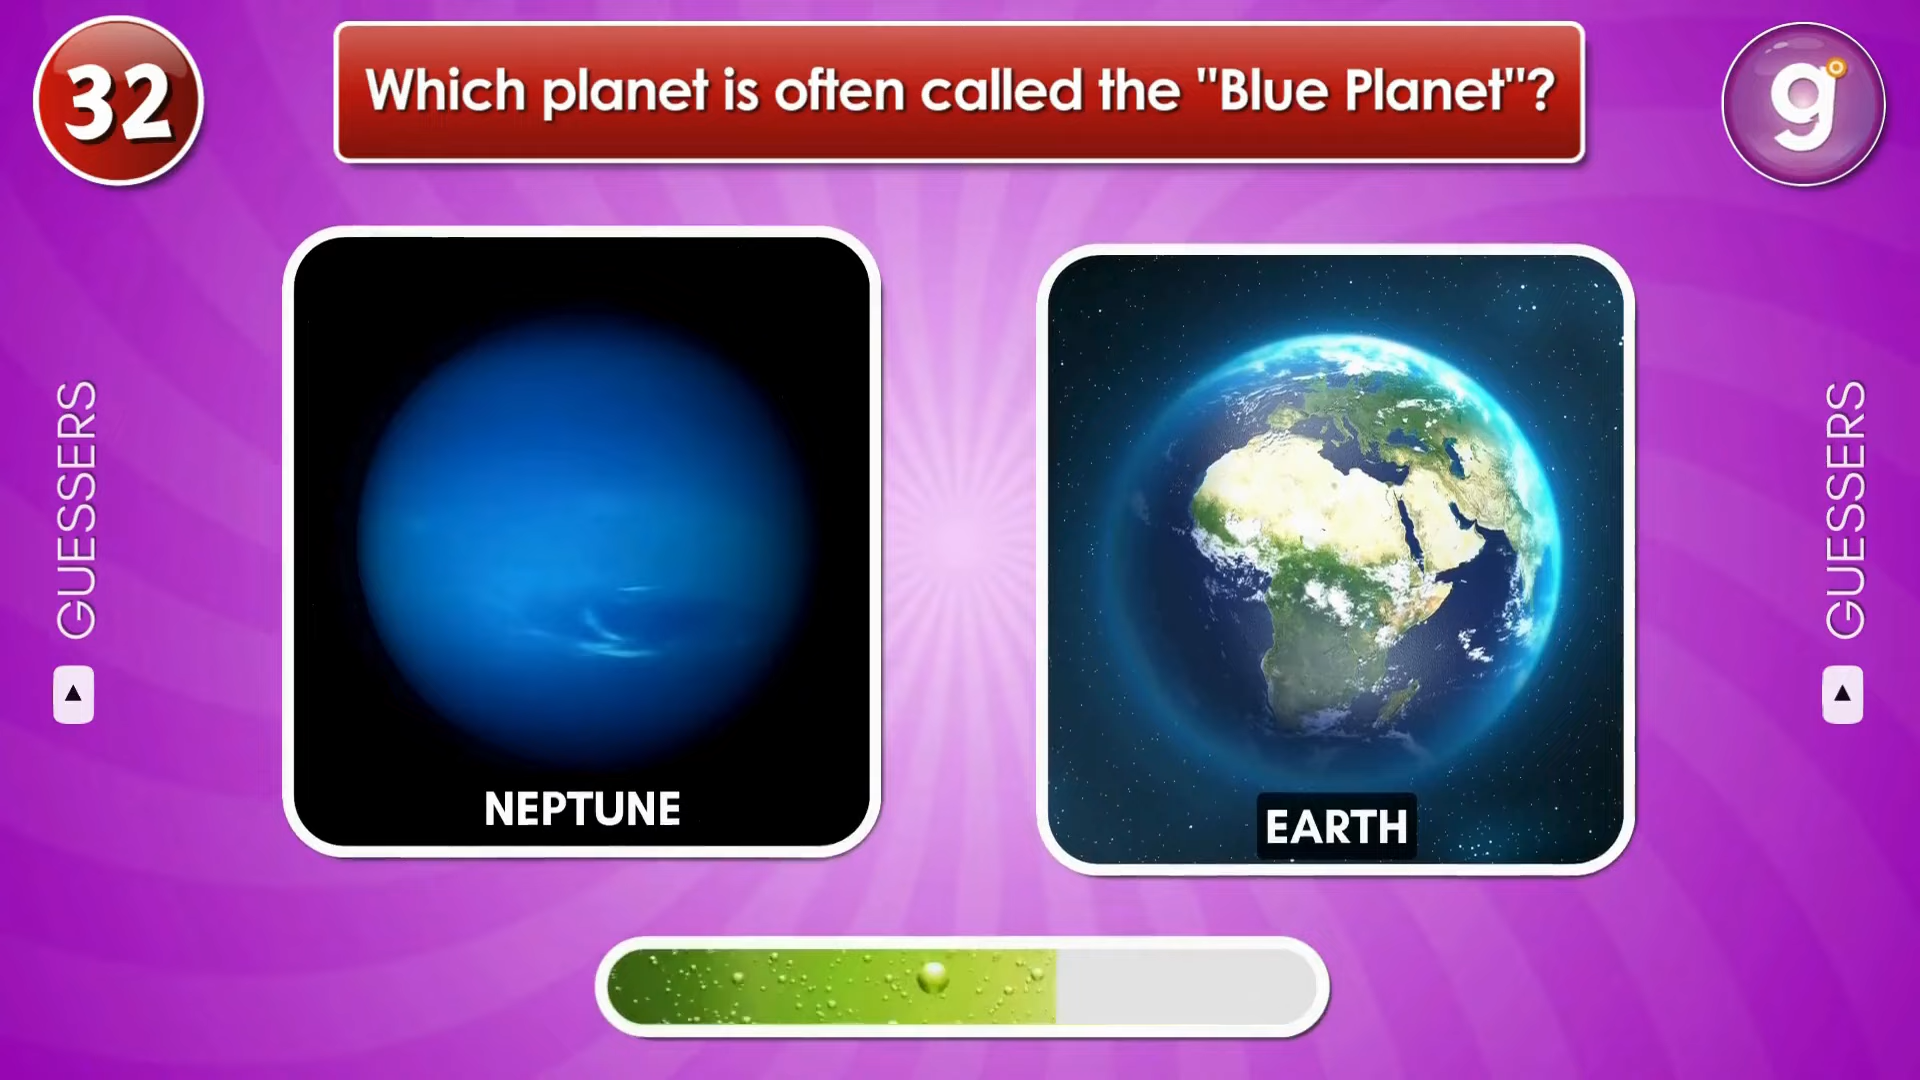 32
Which planet is often called the "Blue Planet"?
g
GUESSERS
GUESSERS
NEPTUNE
EARTH